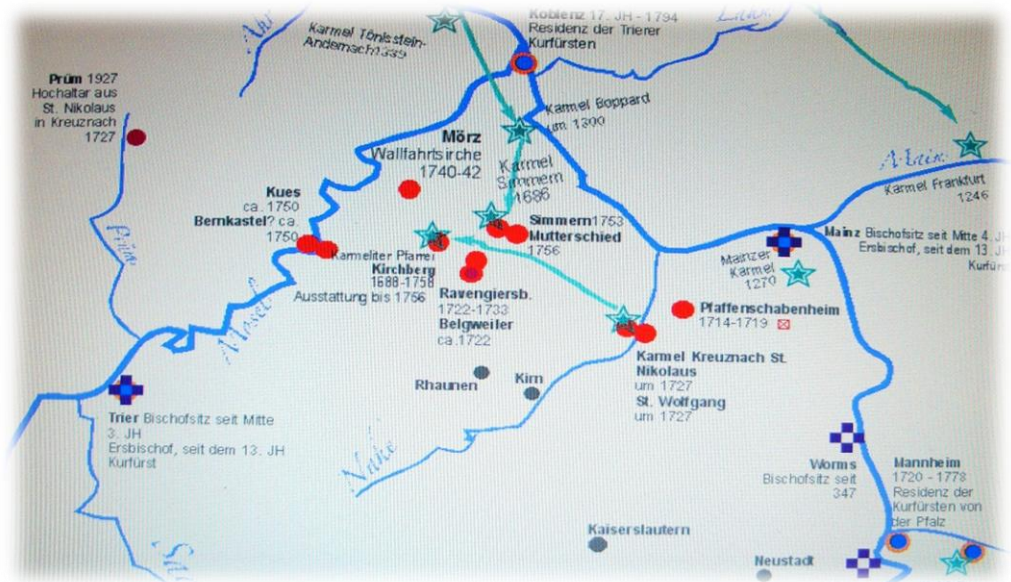 Ahr
Karmel Tönisstein-
Andernach1339
Koblenz 17. JH - 1794
Residenz der Trierer
Kurfürsten
Lahn
Prüm 1927
Hochaltar aus
St. Nikolaus
in Kreuznach
1727
Prüm
Mörz
Wallfahrtsirche
1740-42
Karmel Boppard
um 1300
Karmel
Simmern
1686
Main
Karmel Frankfurt
1246
Kues
ca. 1750
Bernkastel? ca.
1750
Simmern1753
Mutterschied
1756
Karmeliter Pfarrei
Kirchberg
1688-1758
Ausstattung bis 1756
Ravengiersb.
1722-1733
Belgweiler
ca.1722
Mainz Bischofsitz seit Mitte 4. JH
Ersbischof, seit dem 13. JH
Mainzer
Karmel
1270
Pfaffenschabenheim
1714-1719
Mosel
Karmel Kreuznach St.
Nikolaus
um 1727
St. Wolfgang
um 1727
Rhaunen
Kirn
Trier Bischofsitz seit Mitte
3. JH
Ersbischof, seit dem 13. JH
Kurfürst
Nahe
Worms
Bischofsitz seit
347
Mannheim
1720 - 1778
Residenz der
Kurfürsten von
der Pfalz
Kaiserslautern
Neustadt